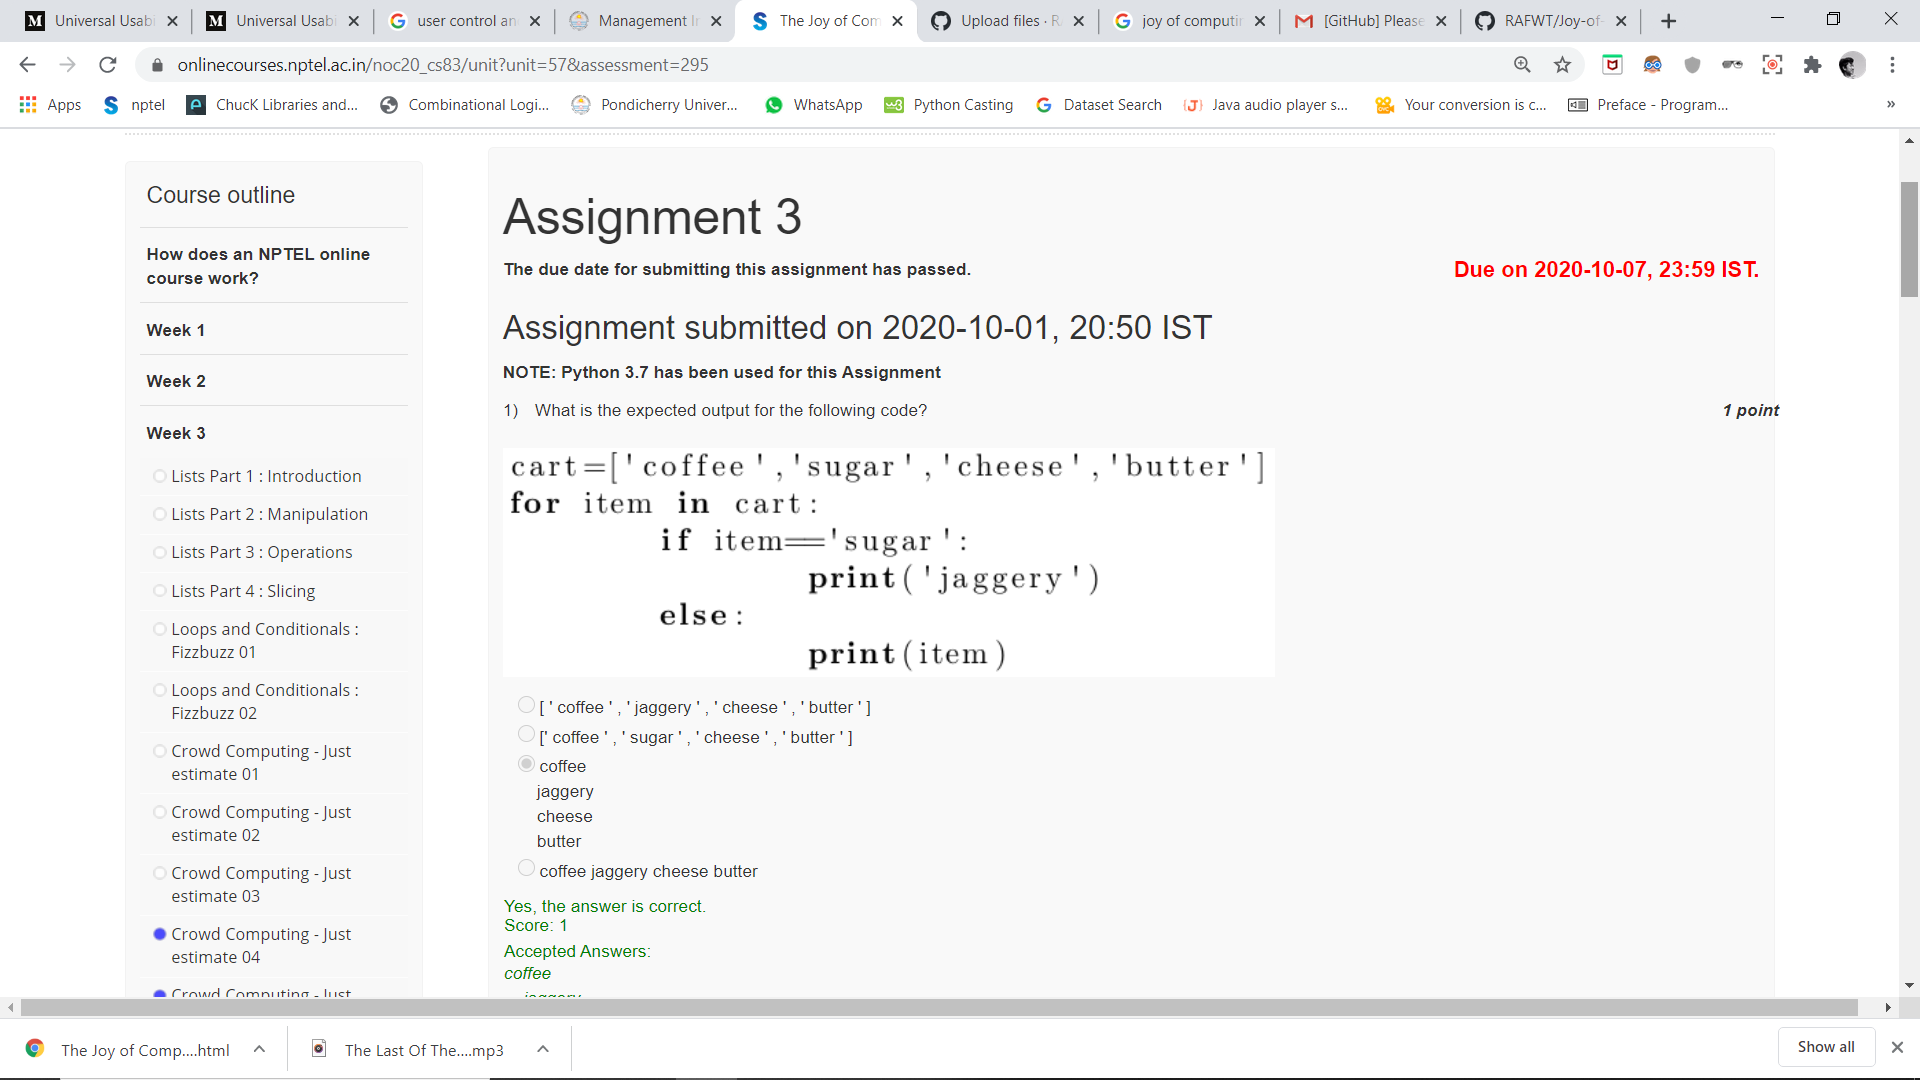 Universal Usabi
Universal Usabi
user control an
Management I
The Joy of Com
Upload files · R
joy of computin
[GitHub] Please
RAFWT/Joy-of-
onlinecourses.nptel.ac.in/noc20_cs83/unit?unit=57&assessment=295
Apps
nptel
ChucK Libraries and...
Combinational Logi...
Pondicherry Univer...
WhatsApp
Python Casting
Dataset Search
Java audio player s...
Your conversion is c...
Preface - Program...
»
Course outline
How does an NPTEL online
course work?
Week 1
Week 2
Week 3
Lists Part 1 : Introduction
Lists Part 2 : Manipulation
Lists Part 3 : Operations
Lists Part 4 : Slicing
Loops and Conditionals :
Fizzbuzz 01
Loops and Conditionals :
Fizzbuzz 02
Crowd Computing - Just
estimate 01
Crowd Computing - Just
estimate 02
Crowd Computing - Just
estimate 03
Crowd Computing - Just
estimate 04
Crowd Computing - Just
Assignment 3
The due date for submitting this assignment has passed.
Due on 2020-10-07, 23:59 IST.
Assignment submitted on 2020-10-01, 20:50 IST
NOTE: Python 3.7 has been used for this Assignment
1) What is the expected output for the following code?
1 point
cart=['coffee','sugar','cheese','butter']
for item in cart:
if item=='sugar':
print('jaggery')
else:
print(item)
[ ' coffee ' , ' jaggery ' , ' cheese ' , ' butter ' ]
[' coffee ' , ' sugar ' , ' cheese ' , ' butter ' ]
coffee
jaggery
cheese
butter
coffee jaggery cheese butter
Yes, the answer is correct.
Score: 1
Accepted Answers:
coffee
jaggery
The Joy of Comp....html
The Last Of The....mp3
Show all